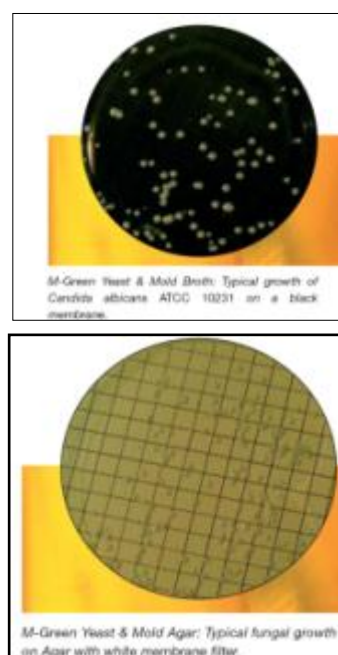 M-Green Yeast & Mold Broth: Typical growth of
Candida albicans ATCC 10231 on a black
membrane.
M-Green Yeast & Mold Agar: Typical fungal growth
on Agar with white membrane filter.